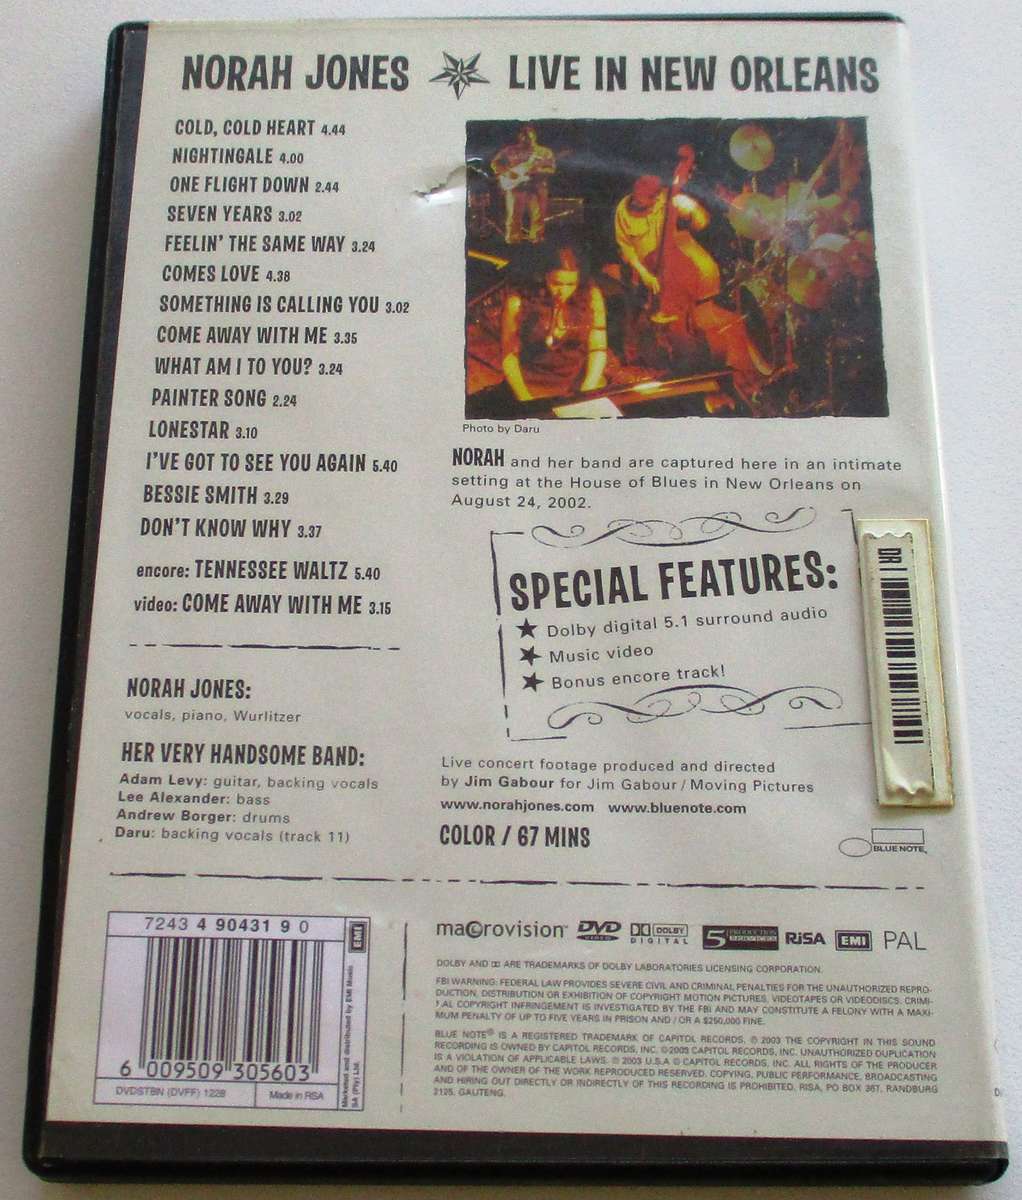 NORAH JONES LIVE IN NEW ORLEANS
COLD, COLD HEART 4.44
NIGHTINGALE 4.00
ONE FLIGHT DOWN 2.44
SEVEN YEARS 3.02
FEELIN' THE SAME WAY 3.24
COMES LOVE 4.38
SOMETHING IS CALLING YOU 3.02
COME AWAY WITH ME 3.35
WHAT AM I TO YOU? 3.24
PAINTER SONG 2.24
LONESTAR 3.10
I'VE GOT TO SEE YOU AGAIN 5.40
BESSIE SMITH 3.29
DON'T KNOW WHY 3.37
encore: TENNESSEE WALTZ 5.40
video: COME AWAY WITH ME 3.15
NORAH JONES:
vocals, piano, Wurlitzer
HER VERY HANDSOME BAND:
Adam Levy: guitar, backing vocals
Lee Alexander: bass
Andrew Borger: drums
Daru: backing vocals (track 11)
Photo by Daru
NORAH and her band are captured here in an intimate
setting at the House of Blues in New Orleans on
August 24, 2002.
SPECIAL FEATURES:
★ Dolby digital 5.1 surround audio
★ Music video
★ Bonus encore track!
DR
Live concert footage produced and directed
by Jim Gabour for Jim Gabour / Moving Pictures
www.norahjones.com www.bluenote.com
COLOR / 67 MINS
BLUE NOTE
7243 4 90431 9 0
EMI
Marketed and distributed by EMI Music
SA (Pty) Ltd.
6 009509 305603
DVDSTBN (DVFF) 1228
Made in RSA
macrovision DVD VIDEO DOLBY DIGITAL 5 RiSA EMI PAL
DOLBY AND DD ARE TRADEMARKS OF DOLBY LABORATORIES LICENSING CORPORATION.
FBI WARNING: FEDERAL LAW PROVIDES SEVERE CIVIL AND CRIMINAL PENALTIES FOR THE UNAUTHORIZED REPRO-
DUCTION, DISTRIBUTION OR EXHIBITION OF COPYRIGHT MOTION PICTURES, VIDEOTAPES OR VIDEODISCS. CRIMI-
AL COPYRIGHT INFRINGEMENT IS INVESTIGATED BY THE FBI AND MAY CONSTITUTE A FELONY WITH A MAXI-
MUM PENALTY OF UP TO FIVE YEARS IN PRISON AND / OR A $250,000 FINE.
BLUE NOTE® IS A REGISTERED TRADEMARK OF CAPITOL RECORDS. ℗ 2003 THE COPYRIGHT IN THIS SOUND
RECORDING IS OWNED BY CAPITOL RECORDS, INC. © 2003 CAPITOL RECORDS, INC. UNAUTHORIZED DUPLICATION
IS A VIOLATION OF APPLICABLE LAWS. ℗ 2003 U.S.A © CAPITOL RECORDS, INC. ALL RIGHTS OF THE PRODUCER
AND OF THE OWNER OF THE WORK REPRODUCED RESERVED. COPYING, PUBLIC PERFORMANCE, BROADCASTING
AND HIRING OUT DIRECTLY OR INDIRECTLY OF THIS RECORDING IS PROHIBITED. RISA, PO BOX 367, RANDBURG
2125, GAUTENG.